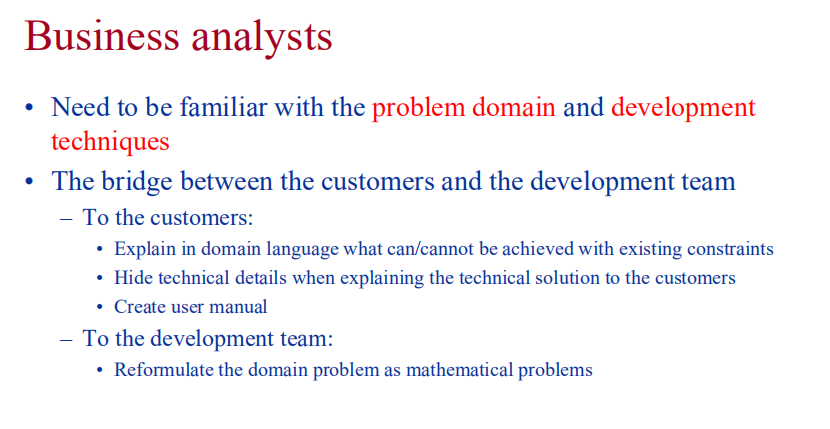 Business analysts
• Need to be familiar with the problem domain and development
techniques
• The bridge between the customers and the development team
– To the customers:
• Explain in domain language what can/cannot be achieved with existing constraints
• Hide technical details when explaining the technical solution to the customers
• Create user manual
– To the development team:
• Reformulate the domain problem as mathematical problems